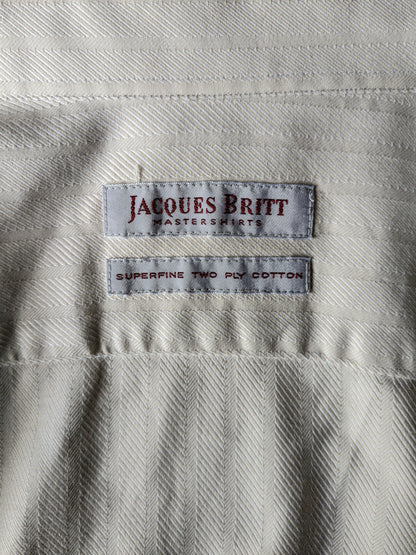 JACQUES BRITT
MASTERSHIRTS
SUPERFINE TWO PLY COTTON